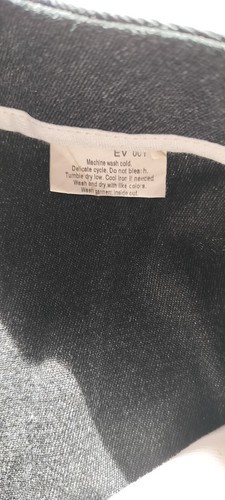 EV 001
Machine wash cold.
Delicate cycle. Do not bleach.
Tumble dry low. Cool Iron if needed.
Wash and dry with like colors.
Wash garment inside out